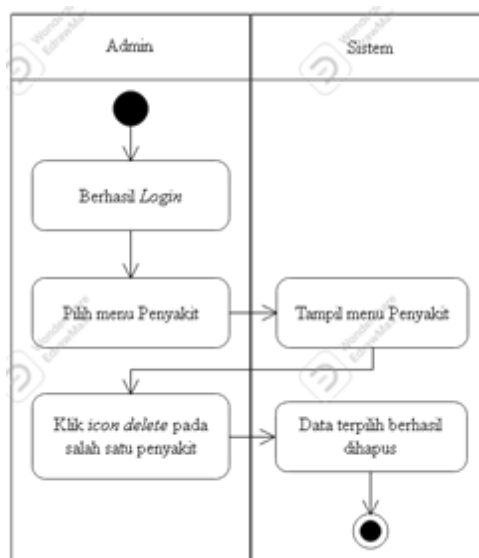 Admin
Sistem
Berhasil Login
Pilih menu Penyakit
Tampil menu Penyakit
Klik icon delete pada
salah satu penyakit
Data terpilih berhasil
dihapus